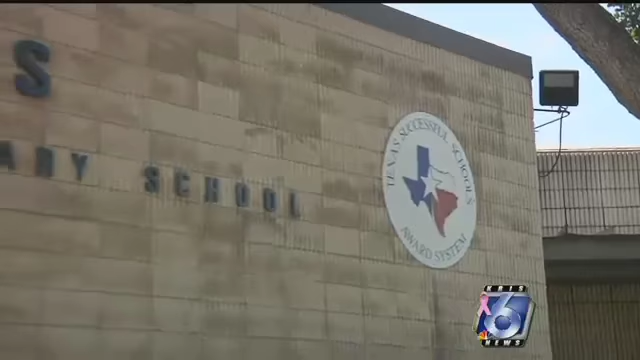 S
ARY SCHOOL
TEXAS SUCCESSFUL SCHOOLS
AWARD SYSTEM
KRIS
6
NEWS